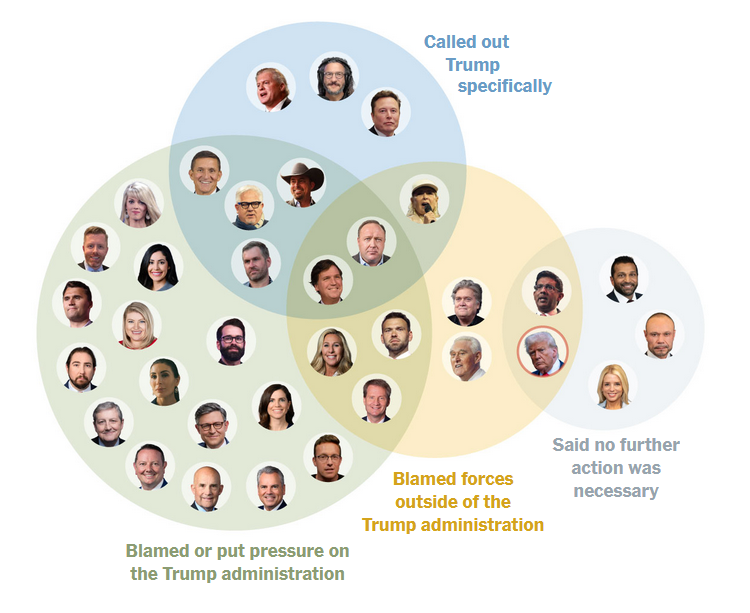 Called out
Trump
specifically
Said no further
action was
necessary
Blamed forces
outside of the
Trump administration
Blamed or put pressure on
the Trump administration